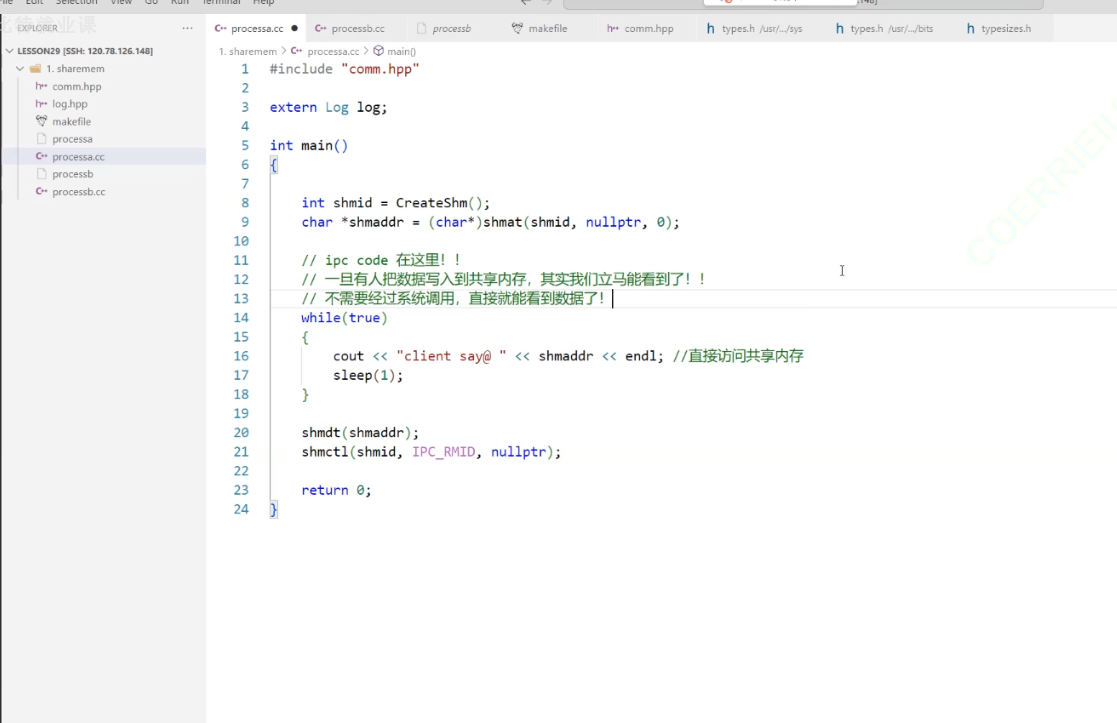 File Edit Selection View Go Run Terminal Help
EXPLORER
processa.cc
processb.cc
processb
makefile
comm.hpp
types.h /usr/.../sys
types.h /usr/.../bits
typesizes.h
LESSON29 [SSH: 120.78.126.148]
1. sharemem
comm.hpp
log.hpp
makefile
processa
processa.cc
processb
processb.cc
1. sharemem > processa.cc > main()
1 #include "comm.hpp"
2
3 extern Log log;
4
5 int main()
6 {
7
8 int shmid = CreateShm();
9 char *shmaddr = (char*)shmat(shmid, nullptr, 0);
10
11 // ipc code 在这里！！
12 // 一旦有人把数据写入到共享内存，其实我们立马能看到了！！
13 // 不需要经过系统调用，直接就能看到数据了！
14 while(true)
15 {
16 cout << "client say@ " << shmaddr << endl; //直接访问共享内存
17 sleep(1);
18 }
19
20 shmdt(shmaddr);
21 shmctl(shmid, IPC_RMID, nullptr);
22
23 return 0;
24 }